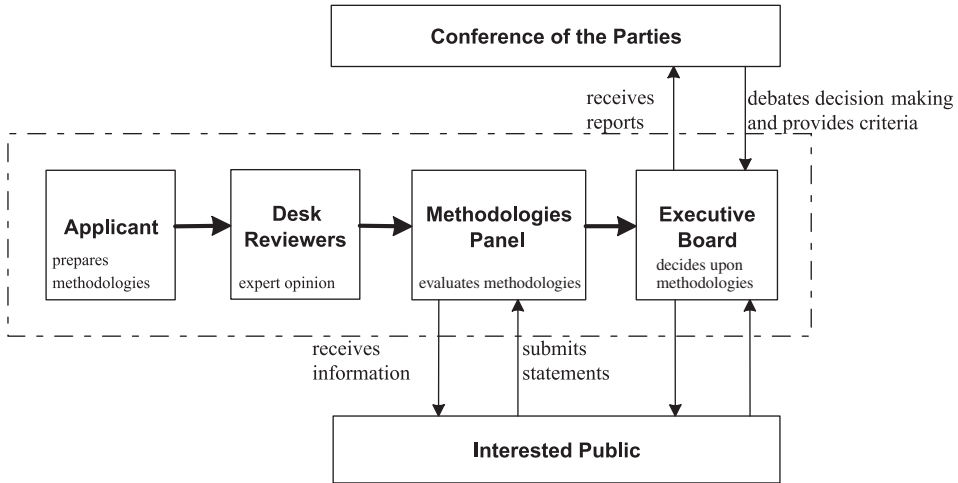 Conference of the Parties
receives
reports
debates decision making
and provides criteria
Applicant
prepares
methodologies
Desk
Reviewers
expert opinion
Methodologies
Panel
evaluates methodologies
Executive
Board
decides upon
methodologies
receives
information
submits
statements
Interested Public